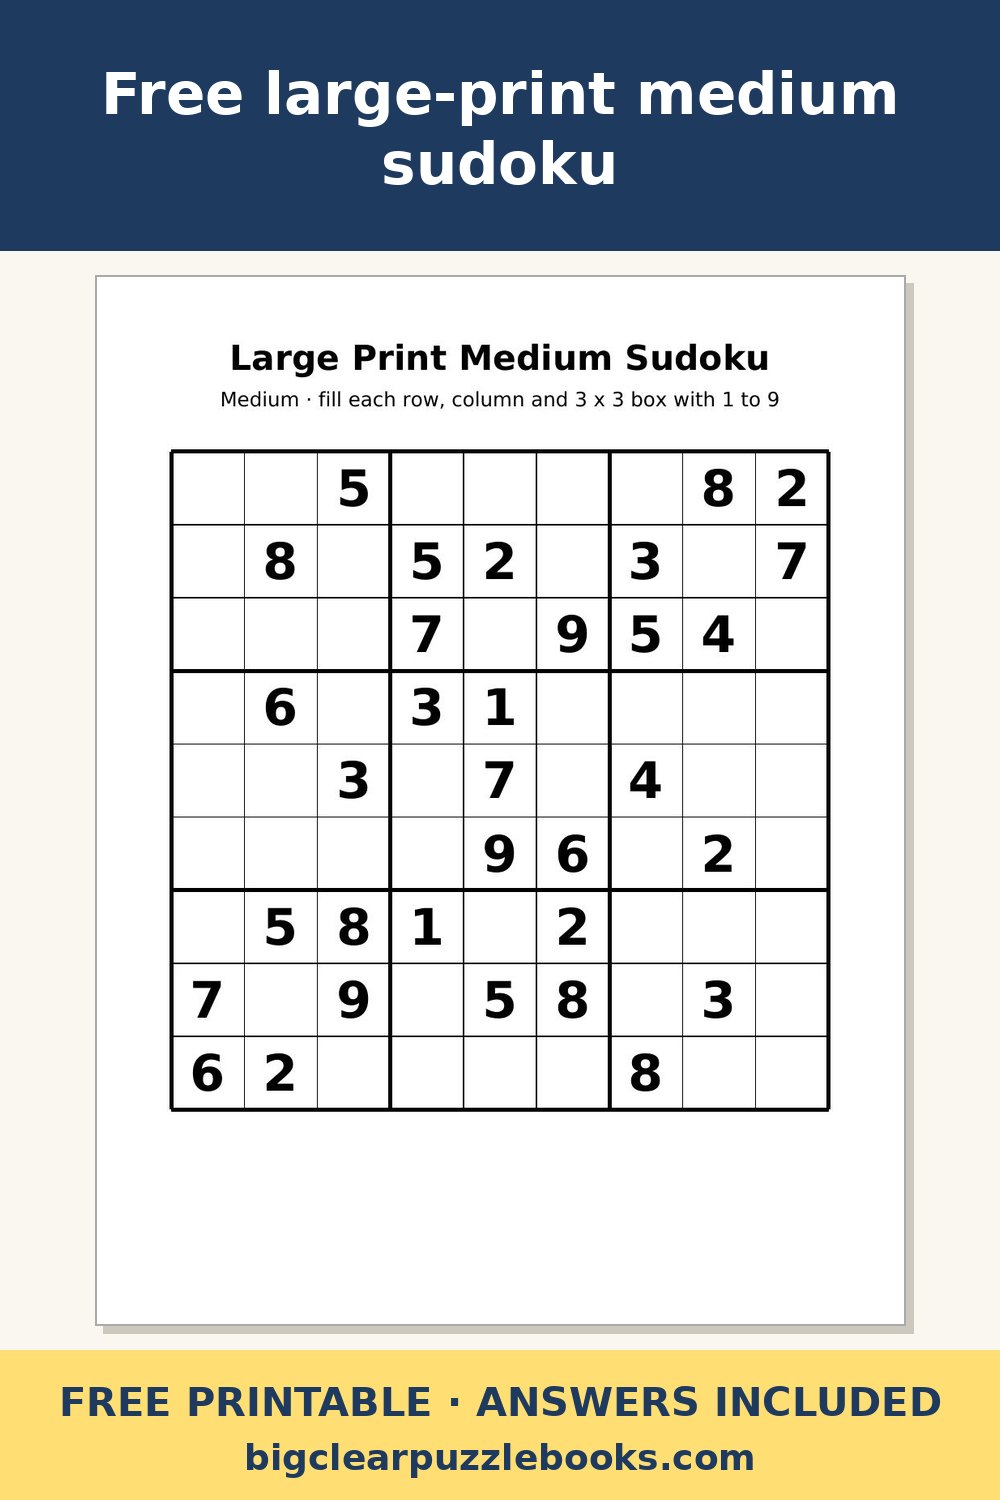 Free large-print medium
sudoku
Large Print Medium Sudoku
Medium · fill each row, column and 3 x 3 box with 1 to 9
5 8 2
8 5 2 3 7
7 9 5 4
6 3 1
3 7 4
9 6 2
5 8 1 2
7 9 5 8 3
6 2 8
FREE PRINTABLE · ANSWERS INCLUDED
bigclearpuzzlebooks.com